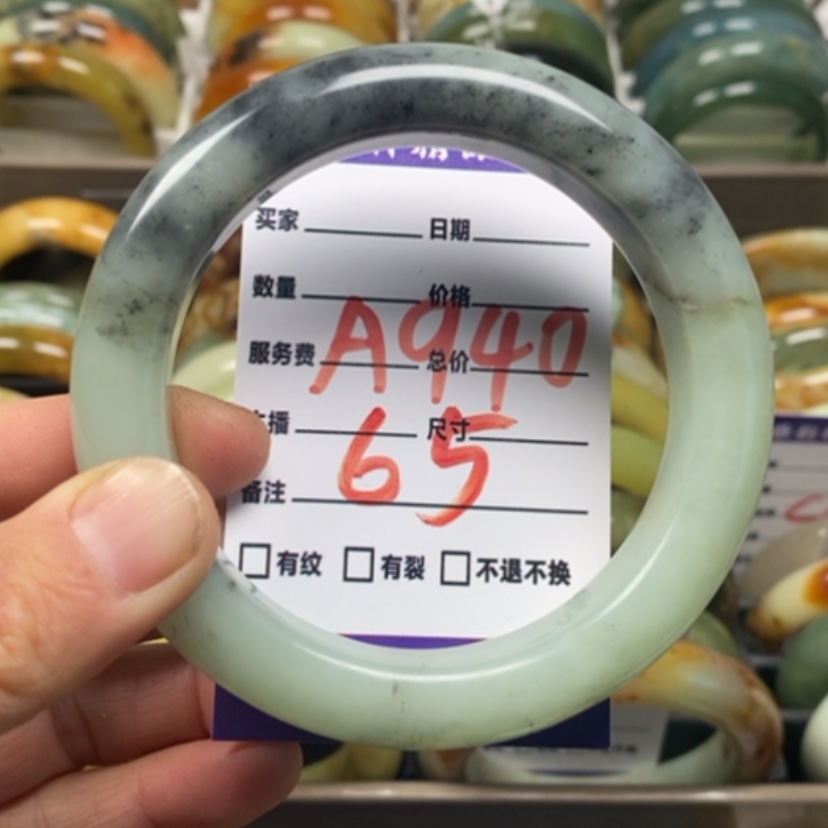 买家 日期
数量 价格
A940
服务费 总价
播 尺寸
65
备注
有纹 有裂 不退不换